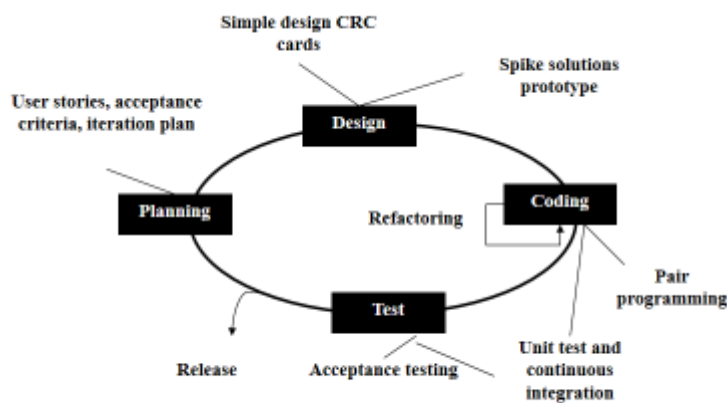 Simple design CRC
cards
Spike solutions
prototype
User stories, acceptance
criteria, iteration plan
Design
Planning
Coding
Refactoring
Pair
programming
Test
Release
Acceptance testing
Unit test and
continuous
integration